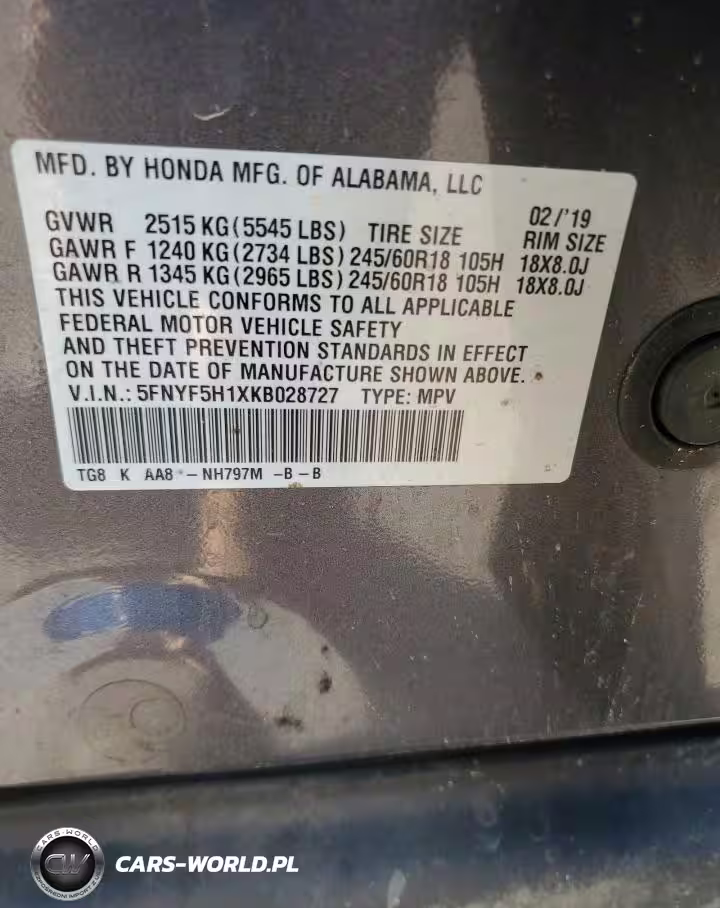 MFD. BY HONDA MFG. OF ALABAMA, LLC
02/'19
GVWR 2515 KG (5545 LBS) TIRE SIZE RIM SIZE
GAWR F 1240 KG (2734 LBS) 245/60R18 105H 18X8.0J
GAWR R 1345 KG (2965 LBS) 245/60R18 105H 18X8.0J
THIS VEHICLE CONFORMS TO ALL APPLICABLE
FEDERAL MOTOR VEHICLE SAFETY
AND THEFT PREVENTION STANDARDS IN EFFECT
ON THE DATE OF MANUFACTURE SHOWN ABOVE.
V.I.N.: 5FNYF5H1XKB028727 TYPE: MPV
TG8 K AA8 - NH797M - B - B
CARS-WORLD
CW
CARS-WORLD.PL